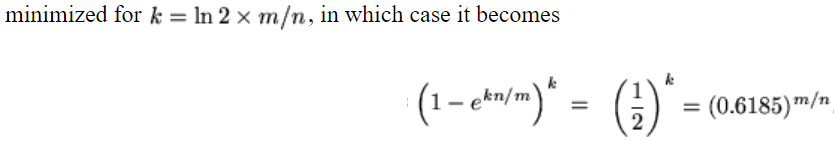 minimized for k = ln 2 × m/n, in which case it becomes
(1 − e^{kn/m})^k = (1/2)^k = (0.6185)^{m/n}